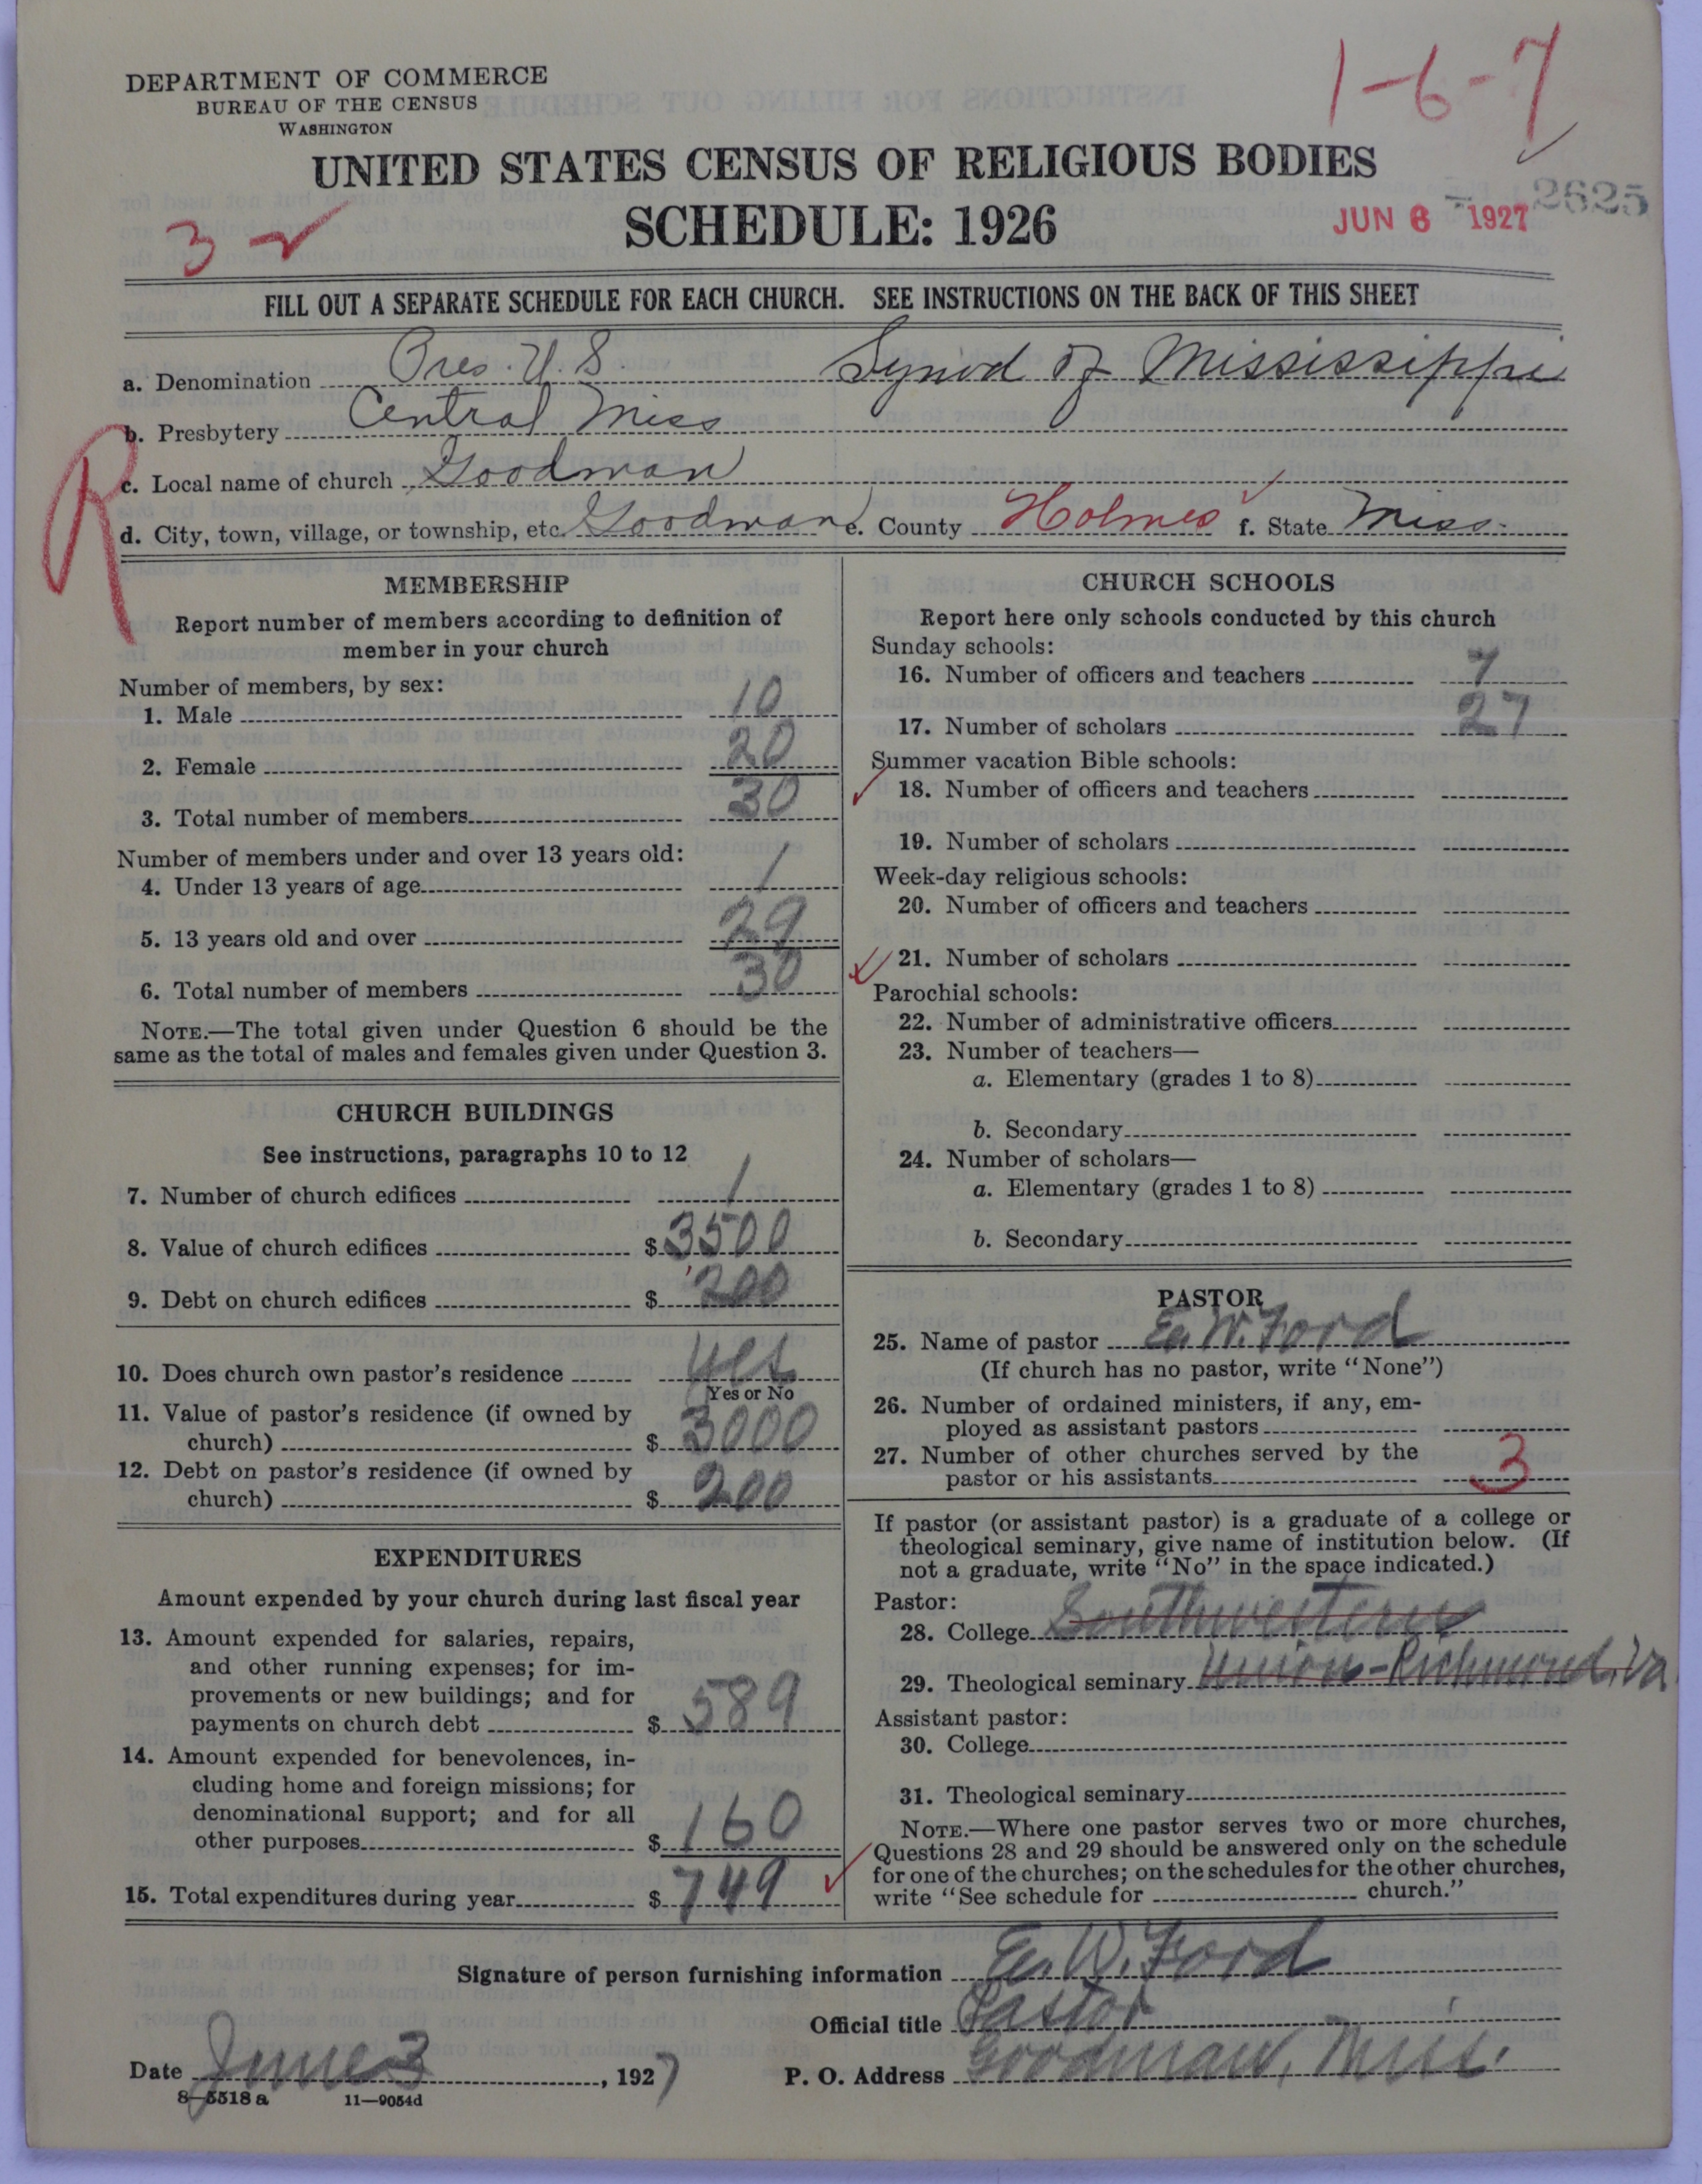 DEPARTMENT OF COMMERCE
BUREAU OF THE CENSUS
WASHINGTON
1-6-7
UNITED STATES CENSUS OF RELIGIOUS BODIES
SCHEDULE: 1926
JUN 6 1927
2625
3
FILL OUT A SEPARATE SCHEDULE FOR EACH CHURCH. SEE INSTRUCTIONS ON THE BACK OF THIS SHEET
a. Denomination Pres. U.S. Synod of Mississippi
b. Presbytery Central Miss
R
c. Local name of church Goodman
d. City, town, village, or township, etc. Goodman e. County Holmes f. State Miss.
MEMBERSHIP
Report number of members according to definition of
member in your church
Number of members, by sex:
1. Male 10
2. Female 20
3. Total number of members 30
Number of members under and over 13 years old:
4. Under 13 years of age 1
5. 13 years old and over 29
6. Total number of members 30
NOTE.—The total given under Question 6 should be the
same as the total of males and females given under Question 3.
CHURCH BUILDINGS
See instructions, paragraphs 10 to 12
7. Number of church edifices 1
8. Value of church edifices $3500
9. Debt on church edifices $200
10. Does church own pastor's residence yes
Yes or No
11. Value of pastor's residence (if owned by
church) $3000
12. Debt on pastor's residence (if owned by
church) $200
EXPENDITURES
Amount expended by your church during last fiscal year
13. Amount expended for salaries, repairs,
and other running expenses; for im-
provements or new buildings; and for
payments on church debt $589
14. Amount expended for benevolences, in-
cluding home and foreign missions; for
denominational support; and for all
other purposes $160
15. Total expenditures during year $749
CHURCH SCHOOLS
Report here only schools conducted by this church
Sunday schools:
16. Number of officers and teachers 7
17. Number of scholars 27
Summer vacation Bible schools:
18. Number of officers and teachers
19. Number of scholars
Week-day religious schools:
20. Number of officers and teachers
21. Number of scholars
Parochial schools:
22. Number of administrative officers
23. Number of teachers—
a. Elementary (grades 1 to 8)
b. Secondary
24. Number of scholars—
a. Elementary (grades 1 to 8)
b. Secondary
PASTOR
25. Name of pastor W. Ford
(If church has no pastor, write "None")
26. Number of ordained ministers, if any, em-
ployed as assistant pastors
27. Number of other churches served by the
pastor or his assistants 3
If pastor (or assistant pastor) is a graduate of a college or
theological seminary, give name of institution below. (If
not a graduate, write "No" in the space indicated.)
Pastor:
28. College Southwestern
29. Theological seminary Union-Richmond, Va
Assistant pastor:
30. College
31. Theological seminary
NOTE.—Where one pastor serves two or more churches,
Questions 28 and 29 should be answered only on the schedule
for one of the churches; on the schedules for the other churches,
write "See schedule for church."
Signature of person furnishing information W. Ford
Official title Pastor
Date June 3, 1927 P. O. Address Goodman, Miss.
8—5518 a 11—9054d